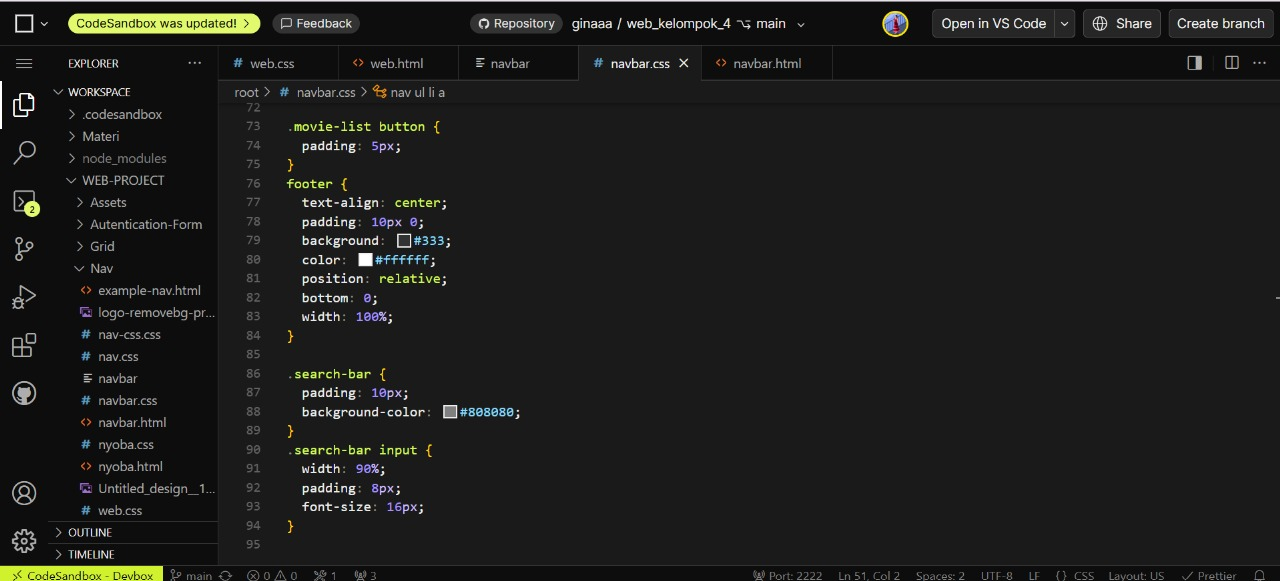 CodeSandbox was updated!
Feedback
Repository
ginaaa / web_kelompok_4
main
Open in VS Code
Share
Create branch
EXPLORER
web.css
web.html
navbar
navbar.css
navbar.html
root > # navbar.css > nav ul li a
WORKSPACE
.codesandbox
Materi
node_modules
WEB-PROJECT
Assets
Autentication-Form
Grid
Nav
example-nav.html
logo-removebg-pr...
nav-css.css
nav.css
navbar
navbar.css
navbar.html
nyoba.css
nyoba.html
Untitled_design__1...
web.css
OUTLINE
TIMELINE
2
72
73 .movie-list button {
74 padding: 5px;
75 }
76 footer {
77 text-align: center;
78 padding: 10px 0;
79 background: #333;
80 color: #ffffff;
81 position: relative;
82 bottom: 0;
83 width: 100%;
84 }
85
86 .search-bar {
87 padding: 10px;
88 background-color: #808080;
89 }
90 .search-bar input {
91 width: 90%;
92 padding: 8px;
93 font-size: 16px;
94 }
95
CodeSandbox - Devbox
main
0 0
1
3
Port: 2222
Ln 51, Col 2
Spaces: 2
UTF-8
LF
{} CSS
Layout: US
Prettier